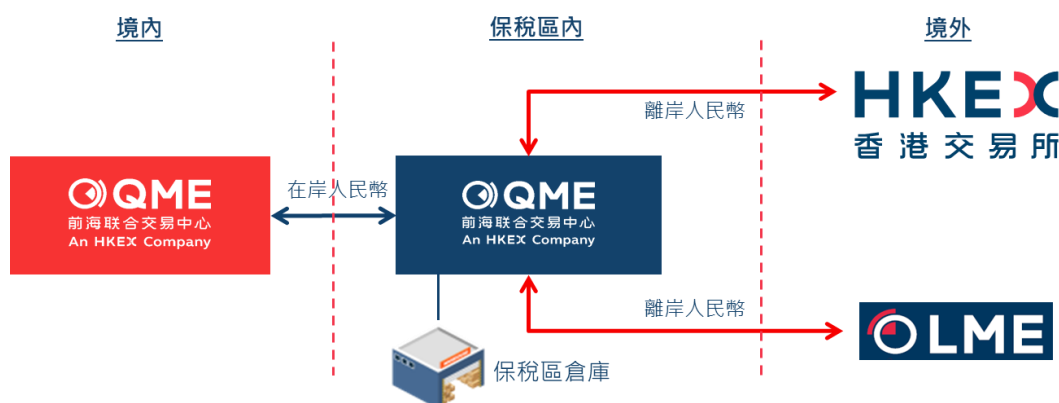 境內
保稅區內
境外
離岸人民幣
HKEX
香港交易所
QME
前海联合交易中心
An HKEX Company
在岸人民幣
QME
前海联合交易中心
An HKEX Company
離岸人民幣
LME
保稅區倉庫